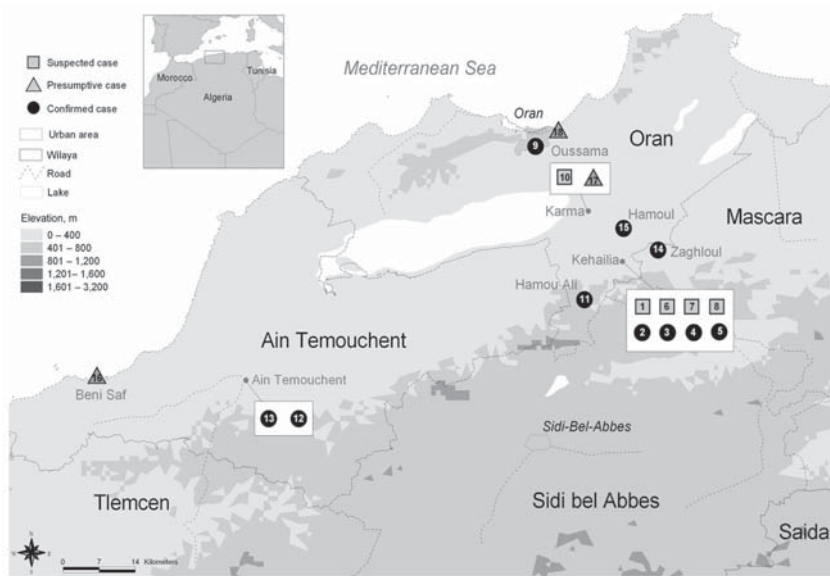 Suspected case
Presumptive case
Confirmed case
Urban area
Wilaya
Road
Lake
Elevation, m
0 – 400
401 – 800
801 – 1,200
1,201– 1,600
1,601 – 3,200
Morocco
Algeria
Tunisia
Mediterranean Sea
Oran
18
9
Oussama
Oran
10
17
Karma
Hamoul
15
Mascara
14
Zaghloul
Kehailia
Hamou Ali
11
1 6 7 8
2 3 4 5
Ain Temouchent
16
Beni Saf
Ain Temouchent
13 12
Sidi-Bel-Abbes
Tlemcen
Sidi bel Abbes
Saida
N
0 7 14 Kilometers